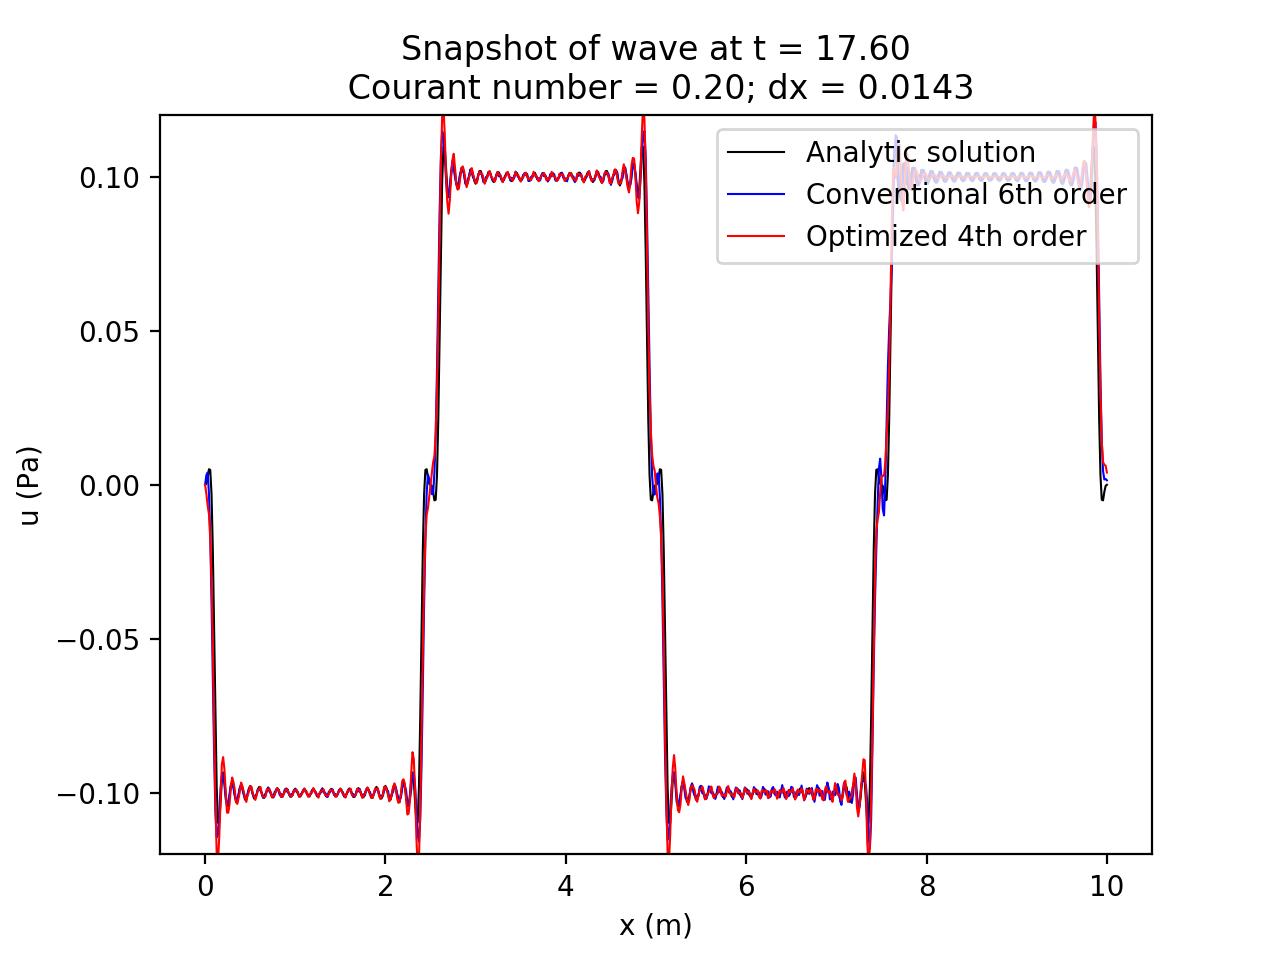 Snapshot of wave at t = 17.60
Courant number = 0.20; dx = 0.0143
Analytic solution
Conventional 6th order
Optimized 4th order
0.10
0.05
0.00
−0.05
−0.10
u (Pa)
0 2 4 6 8 10
x (m)